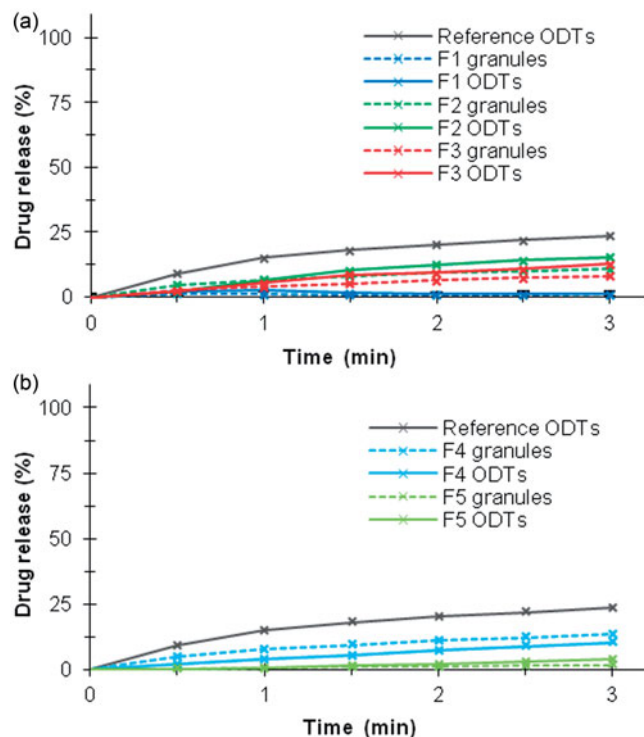 (a)
100
75
50
25
0
Drug release (%)
Reference ODTs
F1 granules
F1 ODTs
F2 granules
F2 ODTs
F3 granules
F3 ODTs
0 1 2 3
Time (min)
(b)
100
75
50
25
0
Drug release (%)
Reference ODTs
F4 granules
F4 ODTs
F5 granules
F5 ODTs
0 1 2 3
Time (min)